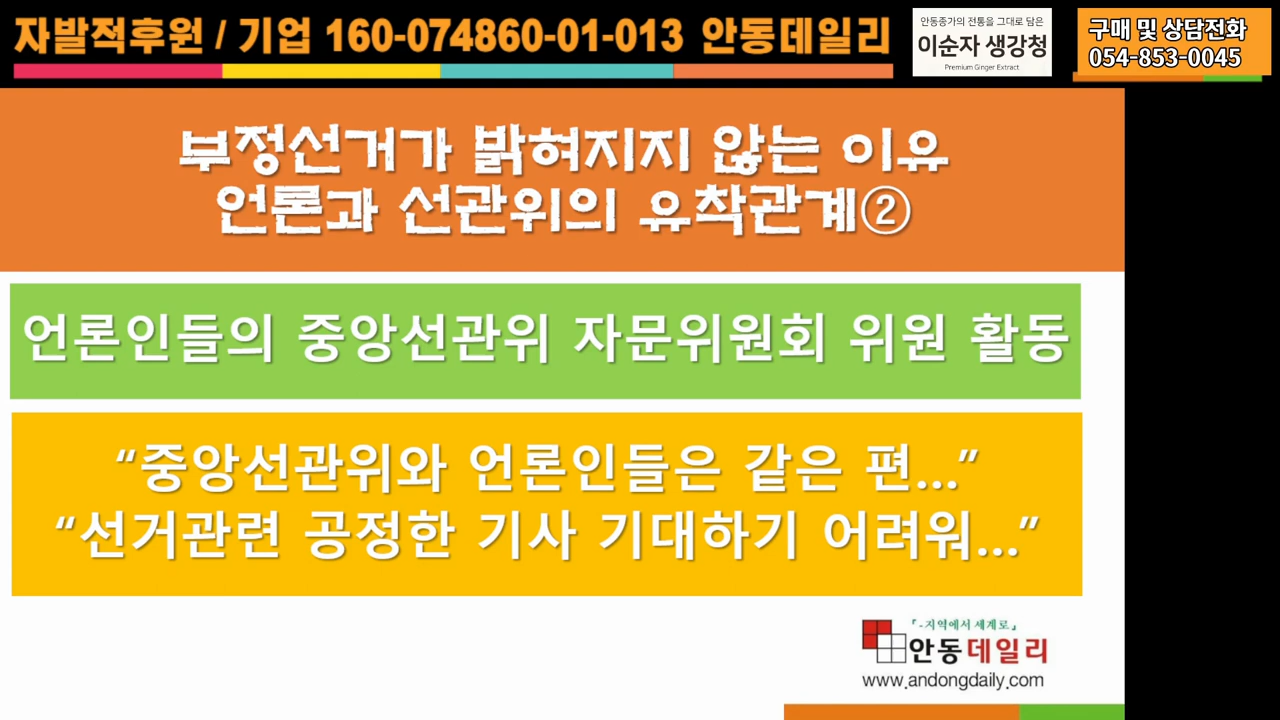 자발적후원 / 기업 160-074860-01-013 안동데일리
안동종가의 전통을 그대로 담은
이순자 생강청
Premium Ginger Extract
구매 및 상담전화
054-853-0045
부정선거가 밝혀지지 않는 이유
언론과 선관위의 유착관계②
언론인들의 중앙선관위 자문위원회 위원 활동
“중앙선관위와 언론인들은 같은 편...”
“선거관련 공정한 기사 기대하기 어려워...”
『-지역에서 세계로』
안동데일리
www.andongdaily.com